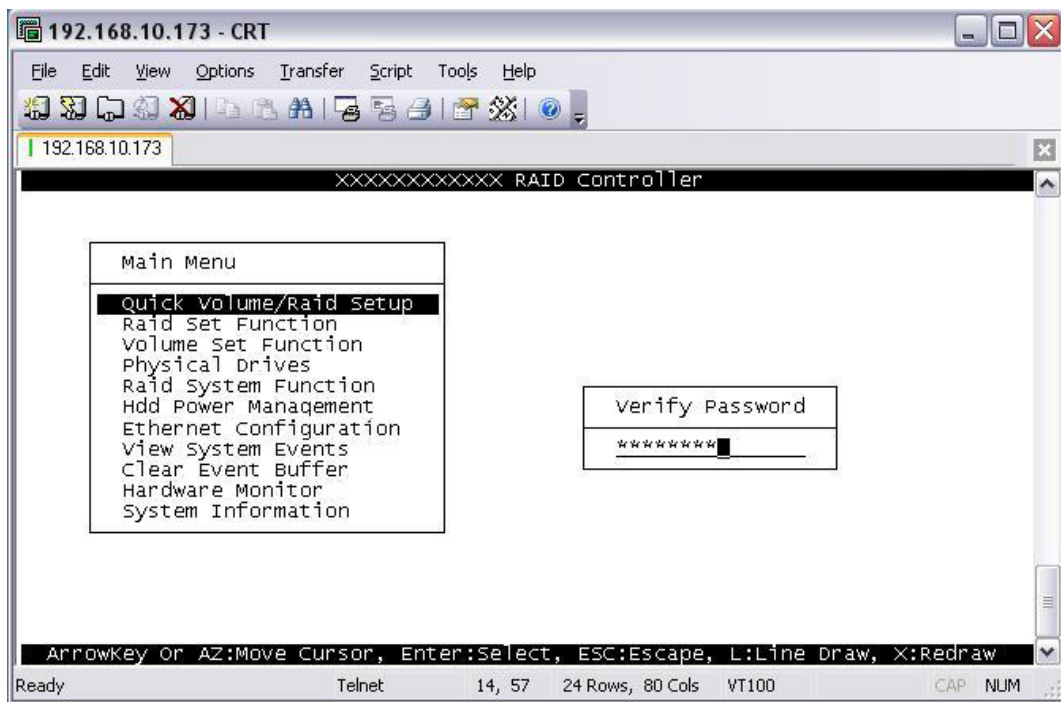 192.168.10.173 - CRT
File Edit View Options Transfer Script Tools Help
192.168.10.173
XXXXXXXXXXXX RAID Controller
Main Menu
Quick Volume/Raid Setup
Raid Set Function
Volume Set Function
Physical Drives
Raid System Function
Hdd Power Management
Ethernet Configuration
View System Events
Clear Event Buffer
Hardware Monitor
System Information
Verify Password
********
ArrowKey Or AZ:Move Cursor, Enter:Select, ESC:Escape, L:Line Draw, X:Redraw
Ready Telnet 14, 57 24 Rows, 80 Cols VT100 CAP NUM